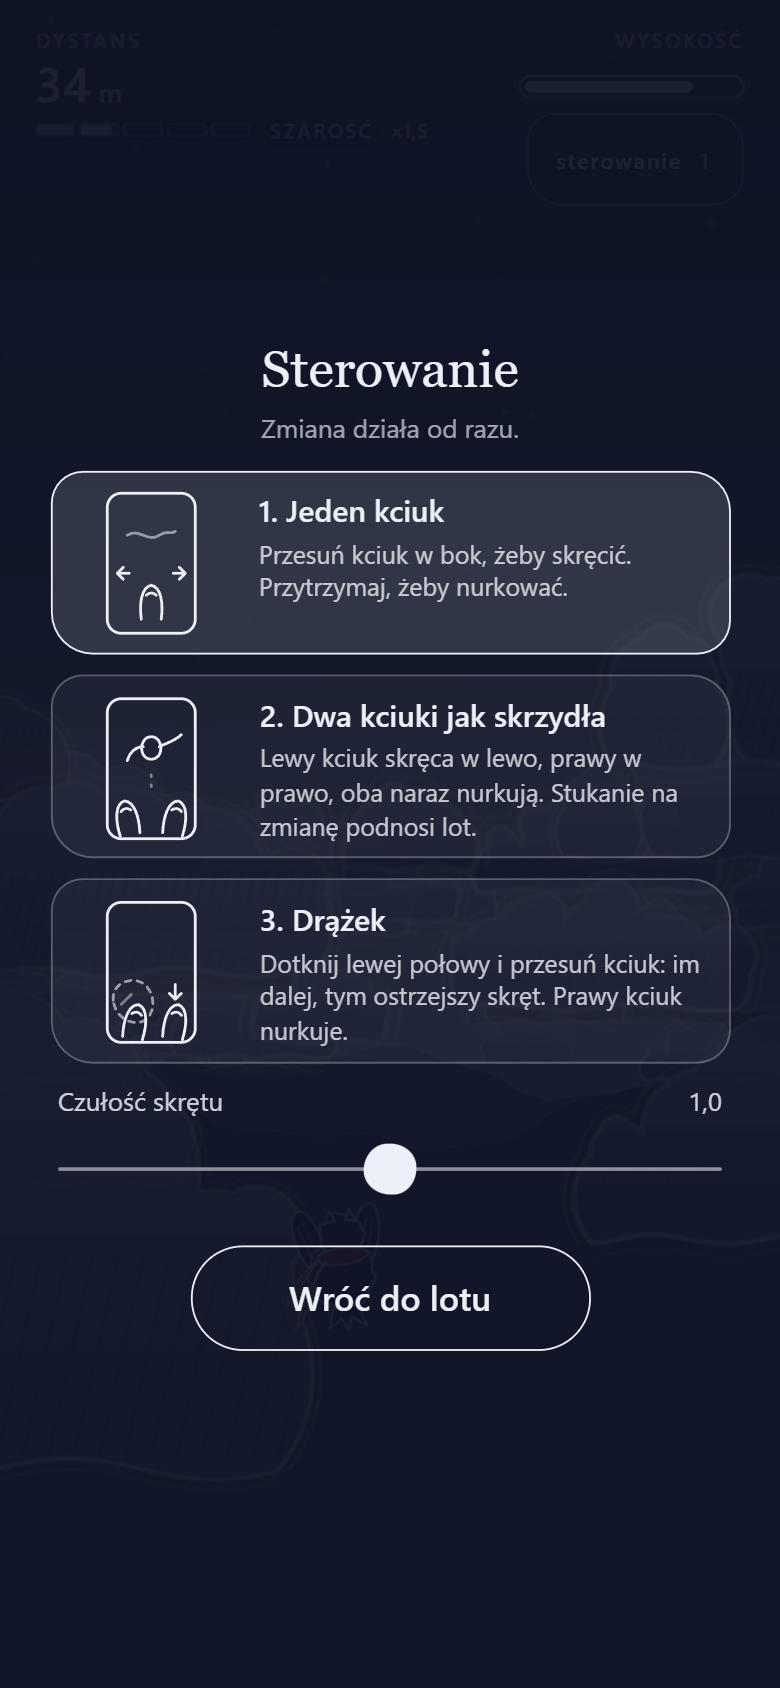 DYSTANS
WYSOKOŚĆ
34 m
SZAROŚĆ ×1,5
sterowanie 1
Sterowanie
Zmiana działa od razu.
1. Jeden kciuk
Przesuń kciuk w bok, żeby skręcić.
Przytrzymaj, żeby nurkować.
2. Dwa kciuki jak skrzydła
Lewy kciuk skręca w lewo, prawy w
prawo, oba naraz nurkują. Stukanie na
zmianę podnosi lot.
3. Drążek
Dotknij lewej połowy i przesuń kciuk: im
dalej, tym ostrzejszy skręt. Prawy kciuk
nurkuje.
Czułość skrętu 1,0
Wróć do lotu